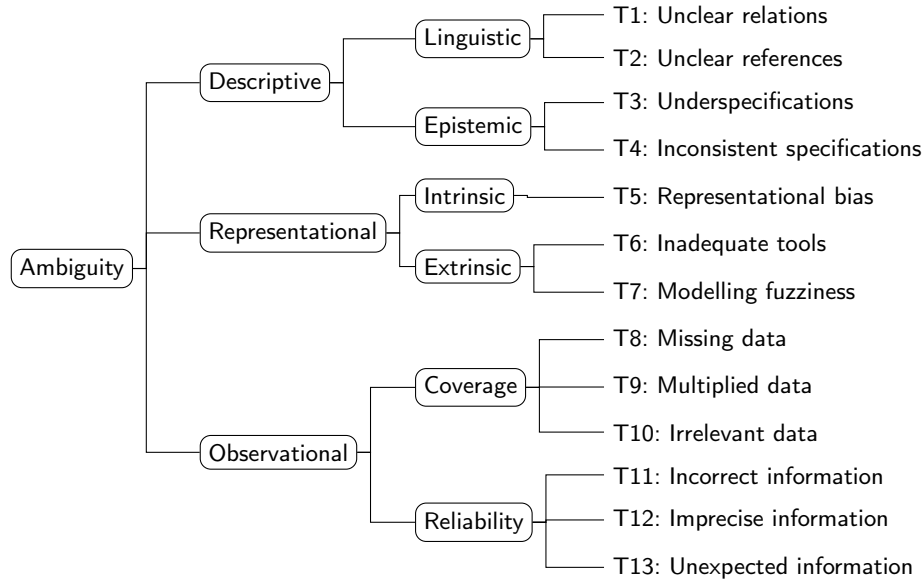 Ambiguity
Descriptive
Linguistic
T1: Unclear relations
T2: Unclear references
Epistemic
T3: Underspecifications
T4: Inconsistent specifications
Representational
Intrinsic
T5: Representational bias
Extrinsic
T6: Inadequate tools
T7: Modelling fuzziness
Observational
Coverage
T8: Missing data
T9: Multiplied data
T10: Irrelevant data
Reliability
T11: Incorrect information
T12: Imprecise information
T13: Unexpected information